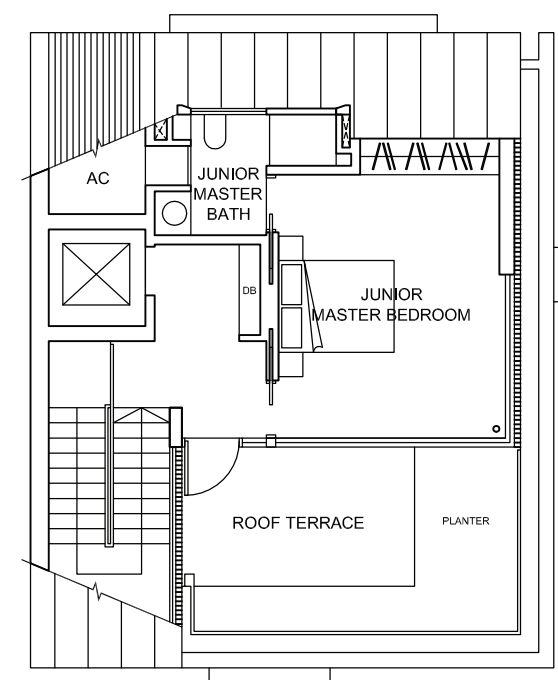 AC
JUNIOR
MASTER
BATH
DB
JUNIOR
MASTER BEDROOM
ROOF TERRACE
PLANTER